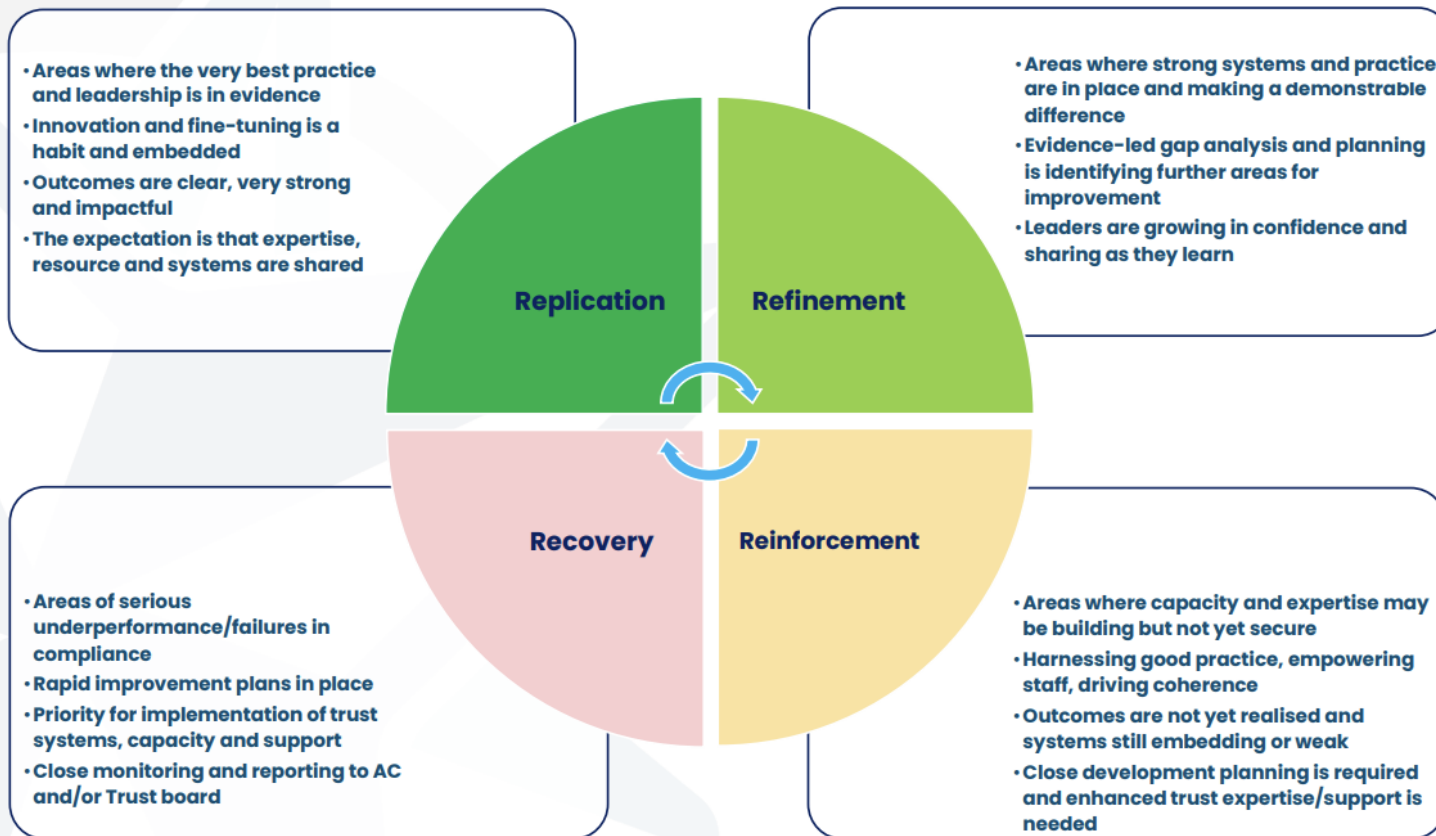 • Areas where the very best practice
and leadership is in evidence
• Innovation and fine-tuning is a
habit and embedded
• Outcomes are clear, very strong
and impactful
• The expectation is that expertise,
resource and systems are shared
• Areas where strong systems and practice
are in place and making a demonstrable
difference
• Evidence-led gap analysis and planning
is identifying further areas for
improvement
• Leaders are growing in confidence and
sharing as they learn
Replication
Refinement
Recovery
Reinforcement
• Areas of serious
underperformance/failures in
compliance
• Rapid improvement plans in place
• Priority for implementation of trust
systems, capacity and support
• Close monitoring and reporting to AC
and/or Trust board
• Areas where capacity and expertise may
be building but not yet secure
• Harnessing good practice, empowering
staff, driving coherence
• Outcomes are not yet realised and
systems still embedding or weak
• Close development planning is required
and enhanced trust expertise/support is
needed